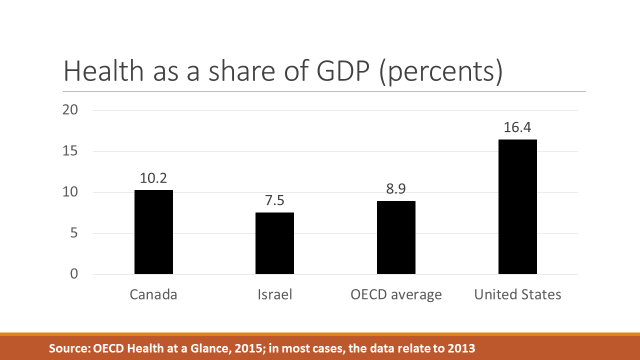 Health as a share of GDP (percents)
20
15
10
5
0
10.2
7.5
8.9
16.4
Canada
Israel
OECD average
United States
Source: OECD Health at a Glance, 2015; in most cases, the data relate to 2013